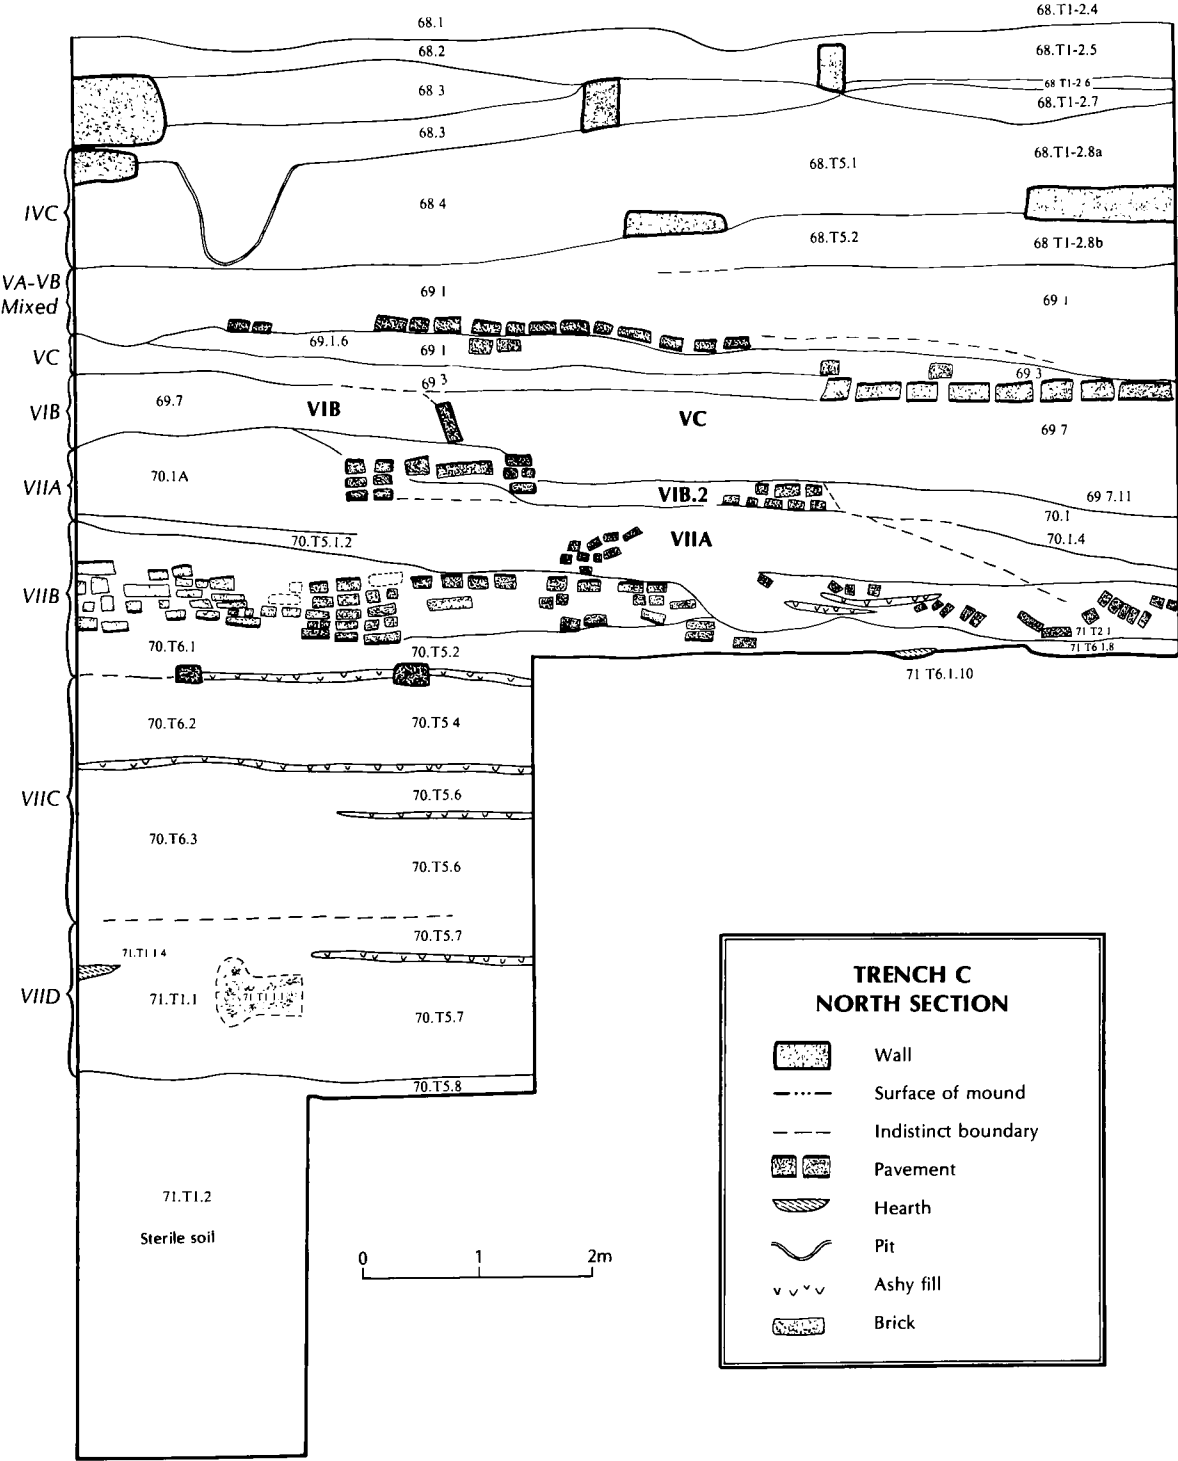 68.T1-2.4
68.1
68.2
68.T1-2.5
68 T1-2 6
68 3
68.T1-2.7
68.3
68.T1-2.8a
68.T5.1
IVC
68 4
68.T5.2
68 T1-2.8b
VA-VB
Mixed
69 1
69 1
69.1.6
69 1
VC
69 3
69 3
69.7
VIB
VIB
VC
69 7
70.1A
VIIA
VIB.2
69 7.11
70.1
70.T5.1.2
VIIA
70.1.4
VIIB
71 T2 1
70.T6.1
70.T5.2
71 T6 1.8
71 T6.1.10
70.T6.2
70.T5 4
70.T5.6
VIIC
70.T6.3
70.T5.6
70.T5.7
71.T1 1 4
VIID
71.T1.1
70.T5.7
70.T5.8
71.T1.2
Sterile soil
0 1 2m
TRENCH C
NORTH SECTION
Wall
Surface of mound
Indistinct boundary
Pavement
Hearth
Pit
Ashy fill
Brick